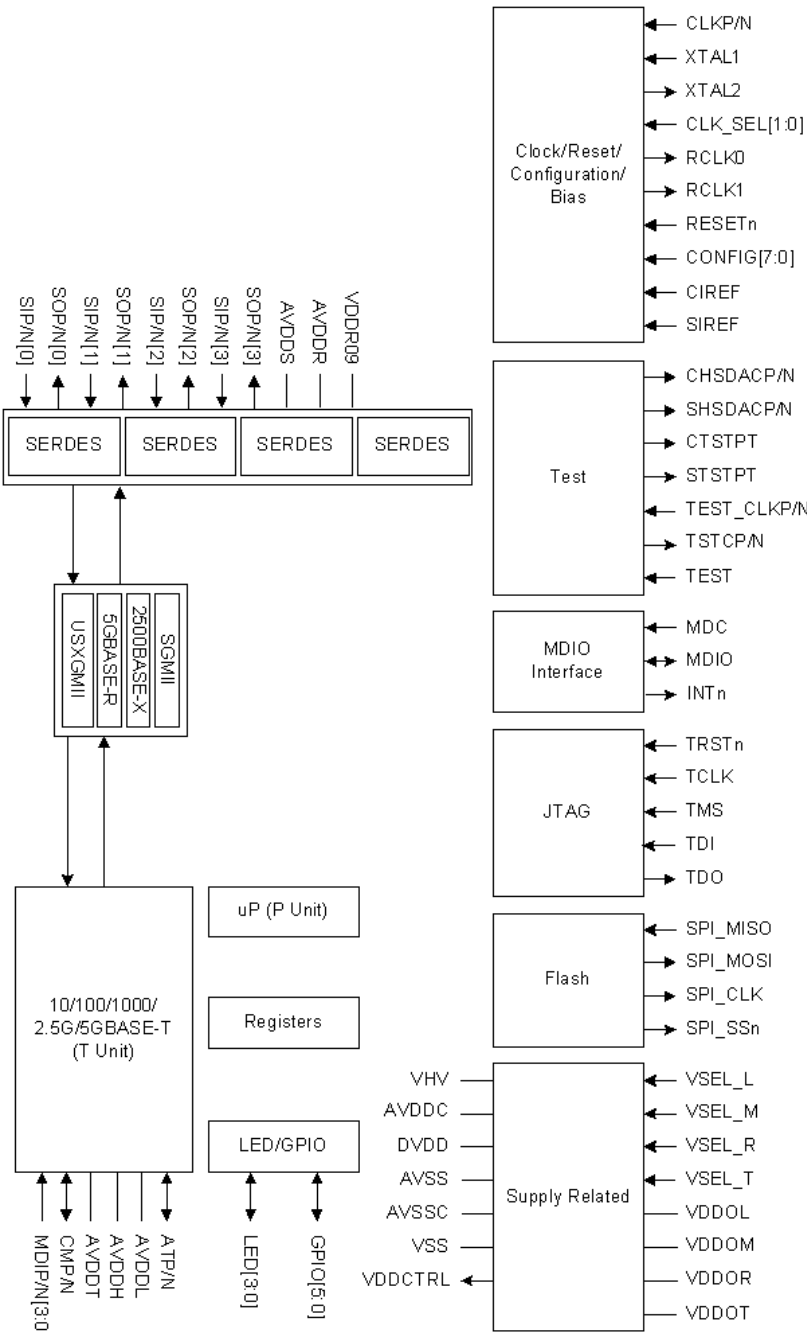 CLKP/N
XTAL1
XTAL2
CLK_SEL[1:0]
RCLK0
RCLK1
RESETn
CONFIG[7:0]
CIREF
SIREF
Clock/Reset/
Configuration/
Bias
SIP/N[0]
SOP/N[0]
SIP/N[1]
SOP/N[1]
SIP/N[2]
SOP/N[2]
SIP/N[3]
SOP/N[3]
AVDDS
AVDDR
VDDR09
SERDES
SERDES
SERDES
SERDES
CHSDACP/N
SHSDACP/N
CTSTPT
STSTPT
TEST_CLKP/N
TSTCP/N
TEST
Test
USXGMII
5GBASE-R
2500BASE-X
SGMII
MDIO
Interface
MDC
MDIO
INTn
JTAG
TRSTn
TCLK
TMS
TDI
TDO
10/100/1000/
2.5G/5GBASE-T
(T Unit)
uP (P Unit)
Registers
LED/GPIO
Flash
SPI_MISO
SPI_MOSI
SPI_CLK
SPI_SSn
MDIP/N[3:0
CMP/N
AVDDT
AVDDH
AVDDL
ATP/N
LED[3:0]
GPIO[5:0]
VHV
AVDDC
DVDD
AVSS
AVSSC
VSS
VDDCTRL
Supply Related
VSEL_L
VSEL_M
VSEL_R
VSEL_T
VDDOL
VDDOM
VDDOR
VDDOT